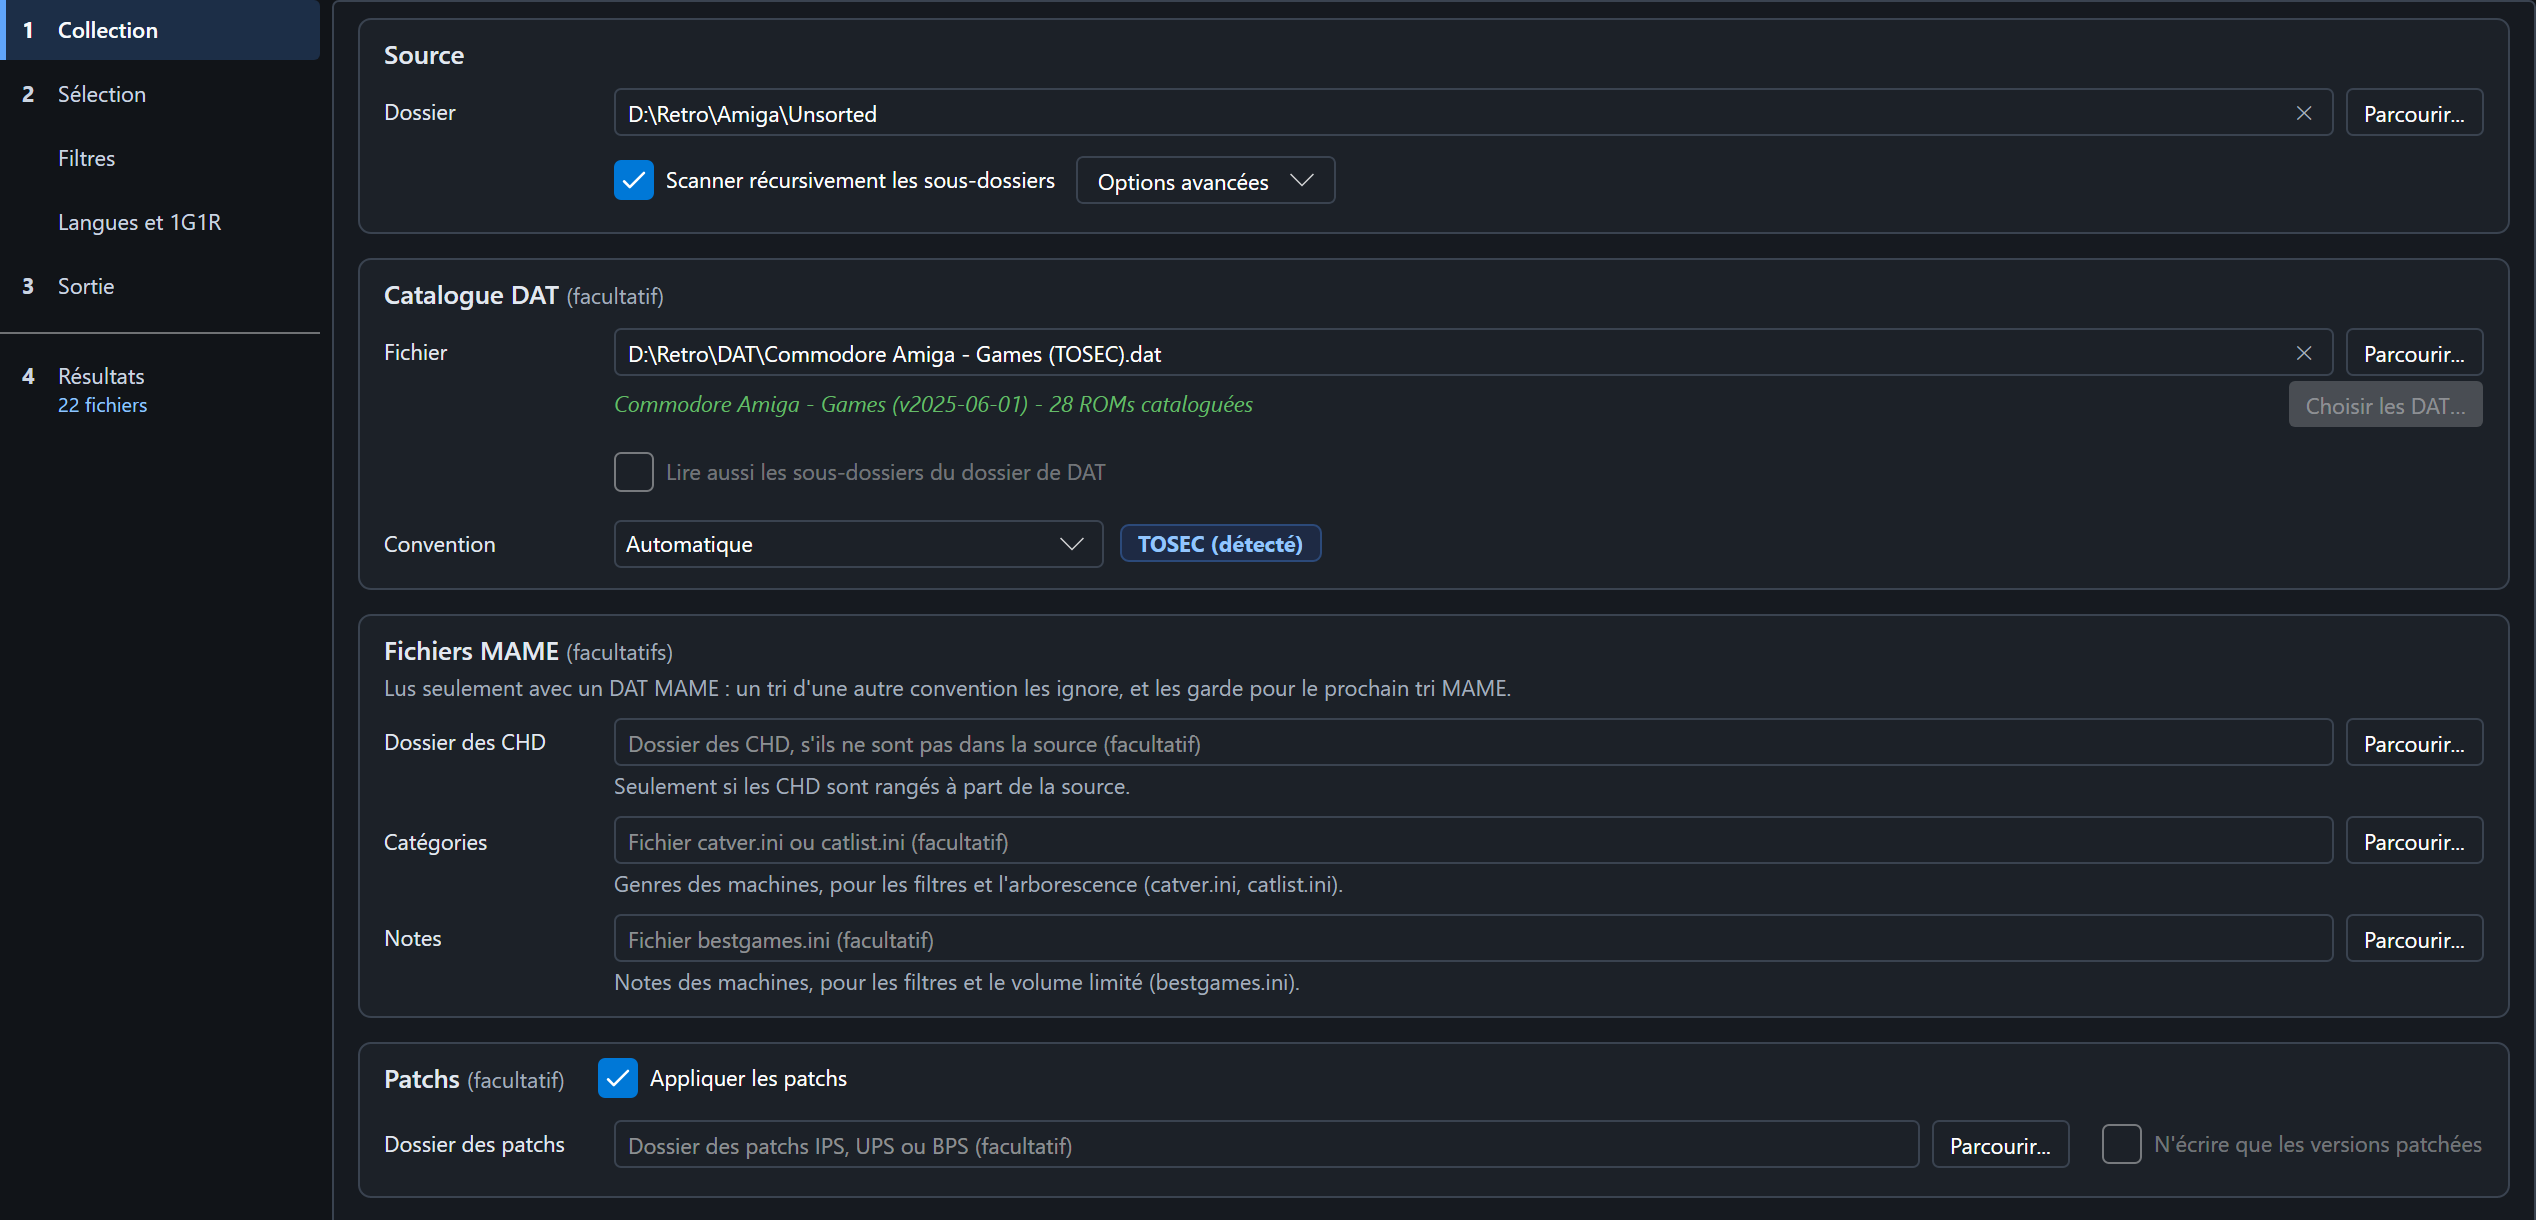 1 Collection
2 Sélection
Filtres
Langues et 1G1R
3 Sortie
4 Résultats
22 fichiers
Source
Dossier D:\Retro\Amiga\Unsorted Parcourir...
Scanner récursivement les sous-dossiers Options avancées
Catalogue DAT (facultatif)
Fichier D:\Retro\DAT\Commodore Amiga - Games (TOSEC).dat Parcourir...
Commodore Amiga - Games (v2025-06-01) - 28 ROMs cataloguées Choisir les DAT...
Lire aussi les sous-dossiers du dossier de DAT
Convention Automatique TOSEC (détecté)
Fichiers MAME (facultatifs)
Lus seulement avec un DAT MAME : un tri d'une autre convention les ignore, et les garde pour le prochain tri MAME.
Dossier des CHD Dossier des CHD, s'ils ne sont pas dans la source (facultatif) Parcourir...
Seulement si les CHD sont rangés à part de la source.
Catégories Fichier catver.ini ou catlist.ini (facultatif) Parcourir...
Genres des machines, pour les filtres et l'arborescence (catver.ini, catlist.ini).
Notes Fichier bestgames.ini (facultatif) Parcourir...
Notes des machines, pour les filtres et le volume limité (bestgames.ini).
Patchs (facultatif) Appliquer les patchs
Dossier des patchs Dossier des patchs IPS, UPS ou BPS (facultatif) Parcourir... N'écrire que les versions patchées